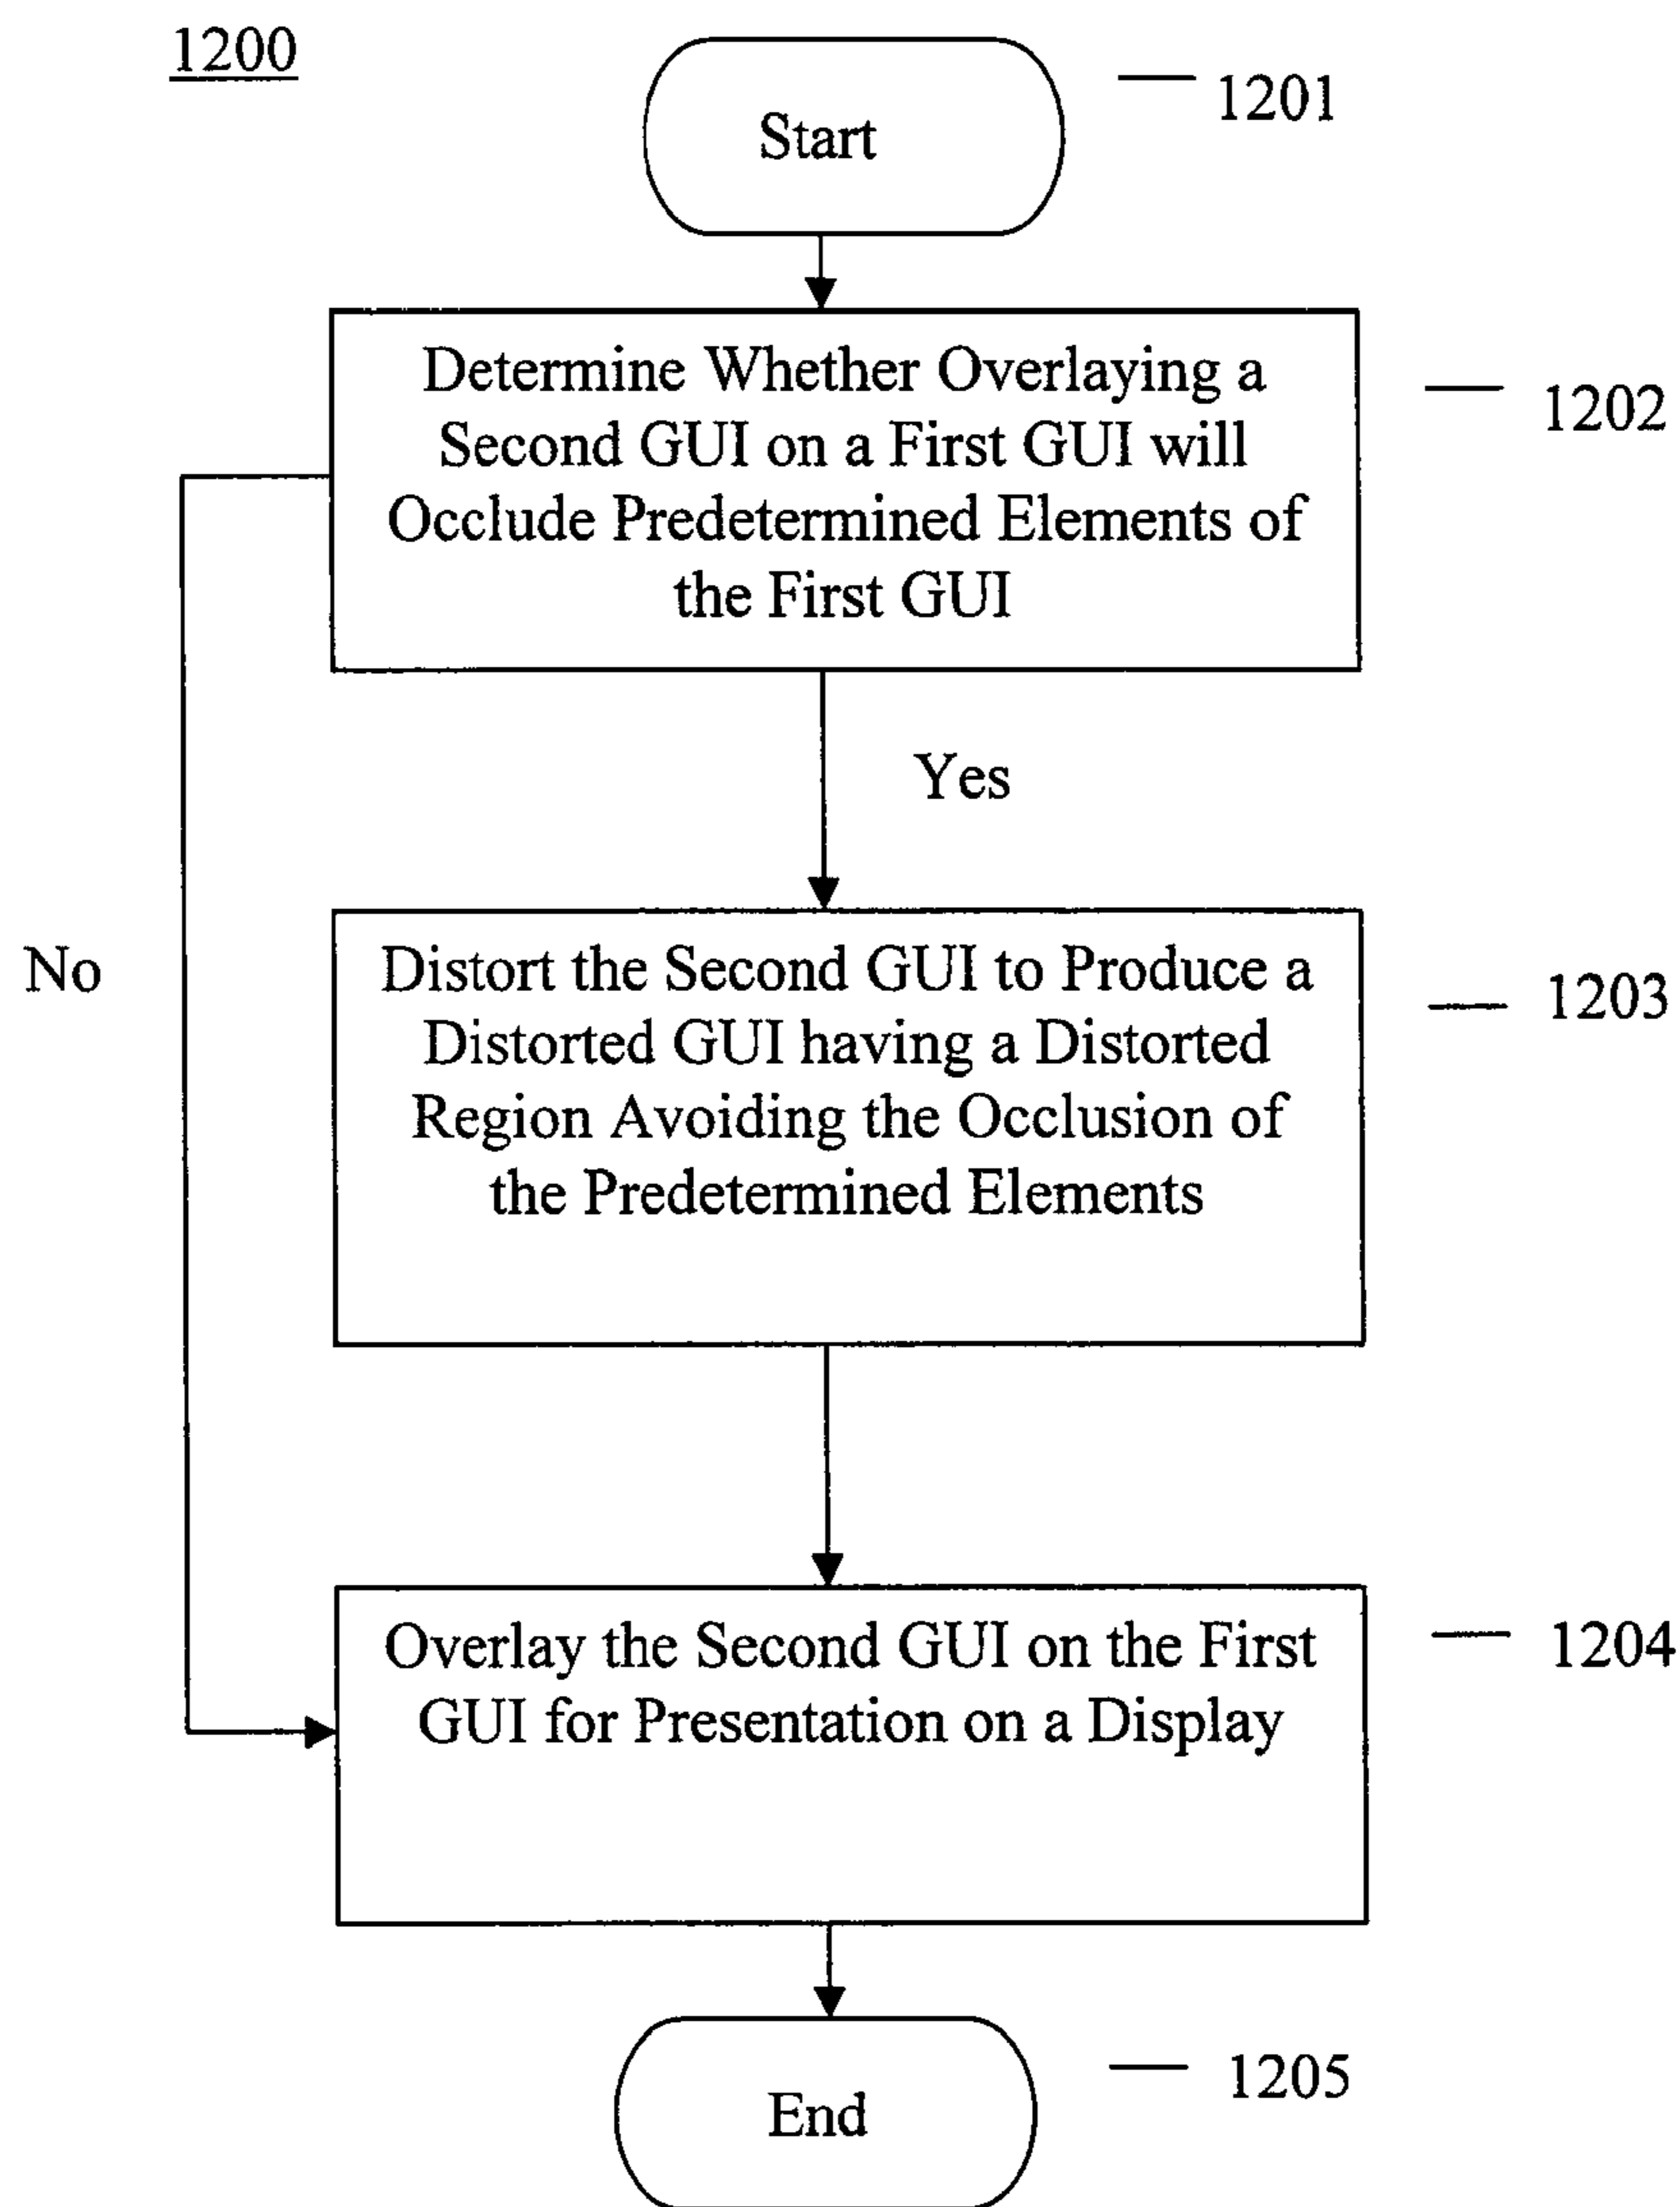 1200
Start
1201
Determine Whether Overlaying a
Second GUI on a First GUI will
Occlude Predetermined Elements of
the First GUI
1202
Yes
No
Distort the Second GUI to Produce a
Distorted GUI having a Distorted
Region Avoiding the Occlusion of
the Predetermined Elements
1203
Overlay the Second GUI on the First
GUI for Presentation on a Display
1204
End
1205